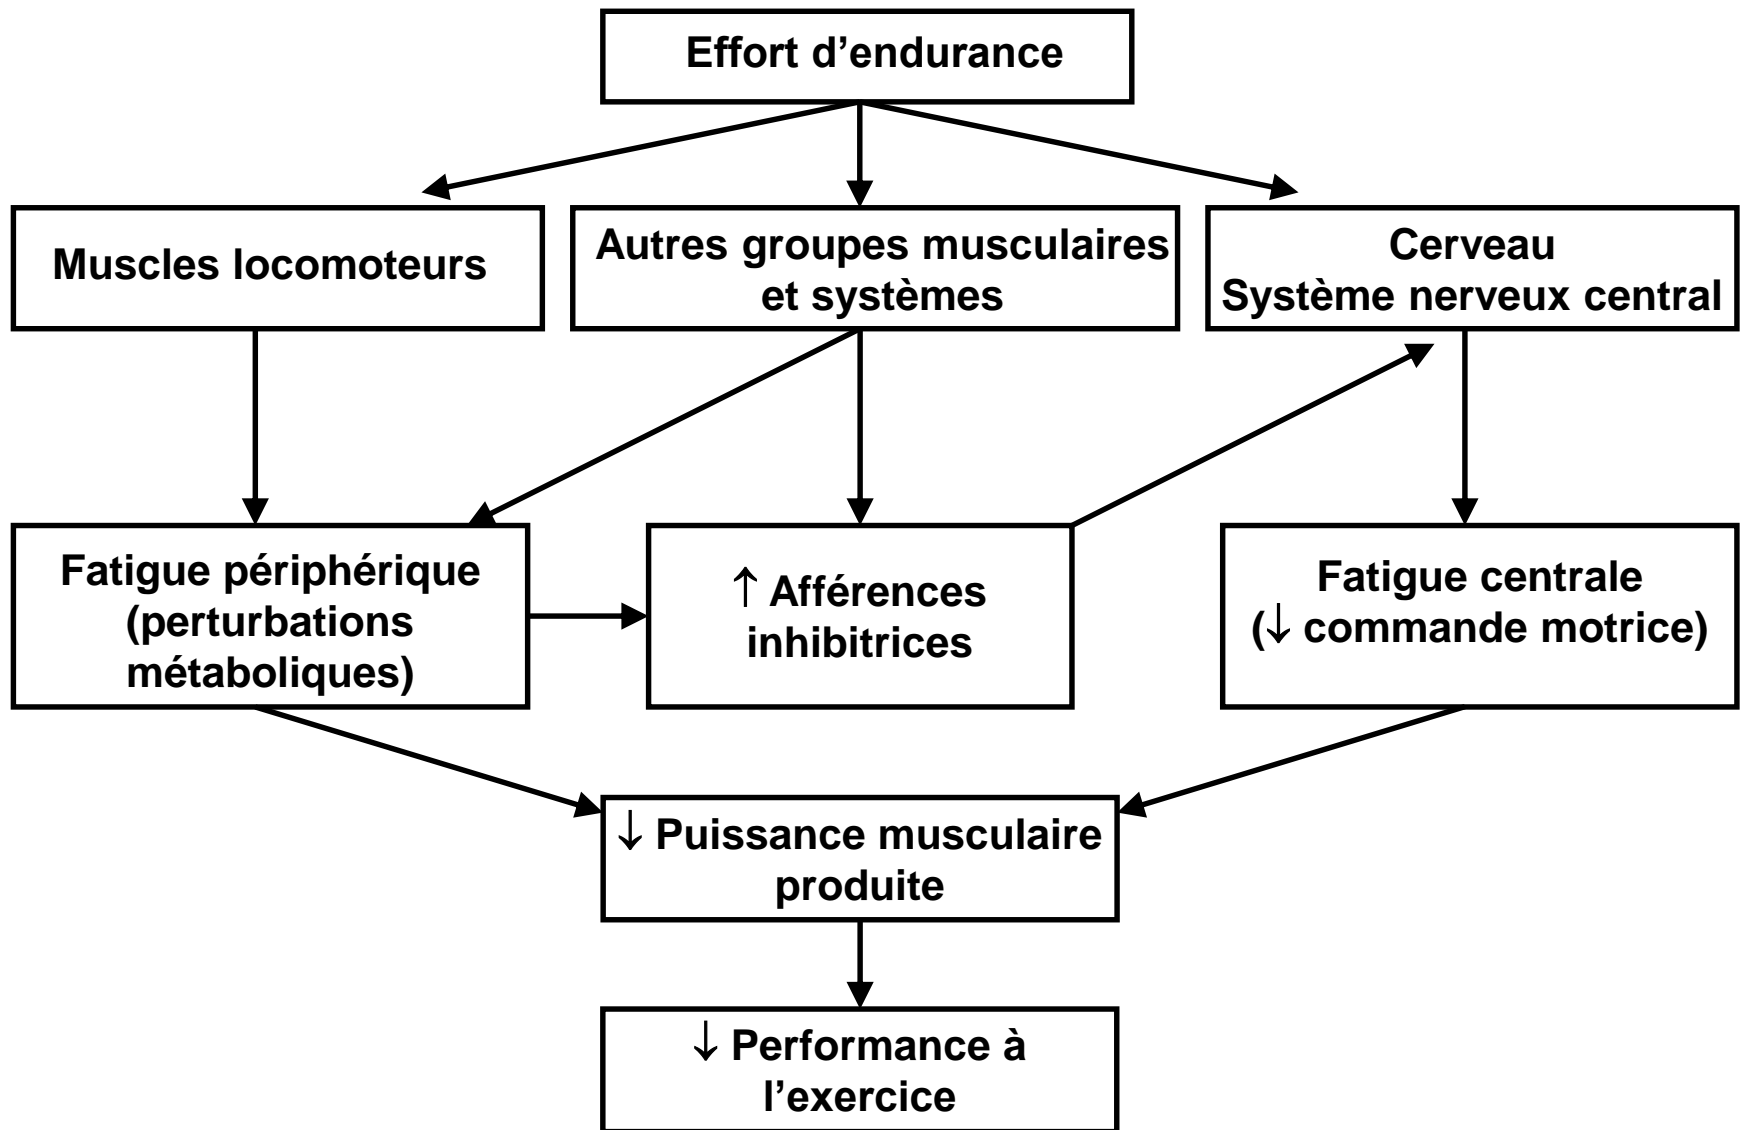 Effort d’endurance
Muscles locomoteurs
Autres groupes musculaires
et systèmes
Cerveau
Système nerveux central
Fatigue périphérique
(perturbations
métaboliques)
↑ Afférences
inhibitrices
Fatigue centrale
(↓ commande motrice)
↓ Puissance musculaire
produite
↓ Performance à
l’exercice